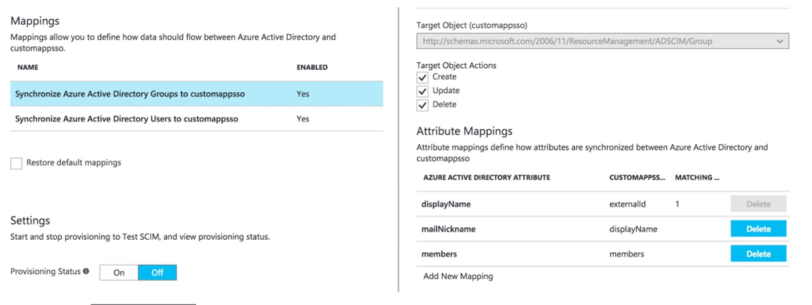 Mappings
Mappings allow you to define how data should flow between Azure Active Directory and
customappsso.
NAME ENABLED
Synchronize Azure Active Directory Groups to customappsso Yes
Synchronize Azure Active Directory Users to customappsso Yes
Restore default mappings
Settings
Start and stop provisioning to Test SCIM, and view provisioning status.
Provisioning Status On Off
Target Object (customappsso)
http://schemas.microsoft.com/2006/11/ResourceManagement/ADSCIM/Group
Target Object Actions
Create
Update
Delete
Attribute Mappings
Attribute mappings define how attributes are synchronized between Azure Active Directory and
customappsso
AZURE ACTIVE DIRECTORY ATTRIBUTE CUSTOMAPPSS... MATCHING ...
displayName externalId 1 Delete
mailNickname displayName Delete
members members Delete
Add New Mapping